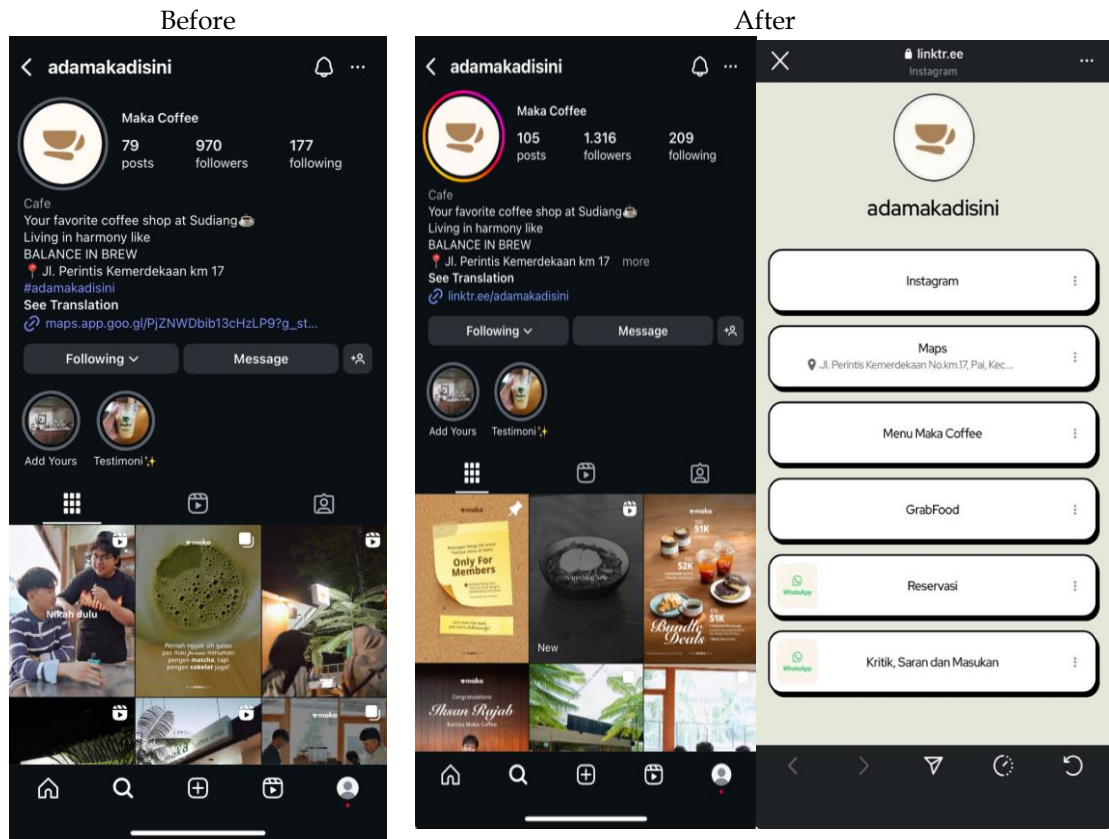 Before
After
adamakadisini
Maka Coffee
79
970
177
posts
followers
following
Cafe
Your favorite coffee shop at Sudiang☕
Living in harmony like
BALANCE IN BREW
📍 Jl. Perintis Kemerdekaan km 17
#adamakadisini
See Translation
maps.app.goo.gl/PjZNWDbib13cHzLP9?g_st...
Following
Message
Add Yours
Testimoni✨
Nikah dulu
maka
Pernah nggak sih galau
pas mau pesan minuman
pengen matcha, tapi
pengen cokelat juga?
maka
adamakadisini
Maka Coffee
105
1.316
209
posts
followers
following
Cafe
Your favorite coffee shop at Sudiang☕
Living in harmony like
BALANCE IN BREW
📍 Jl. Perintis Kemerdekaan km 17 more
See Translation
linktr.ee/adamakadisini
Following
Message
Add Yours
Testimoni✨
maka
Only For
Members
New
maka
51K
52K
51K
Bundle
Deals
maka
Congratulations
Iksan Rajab
Barista Maka Coffee
linktr.ee
Instagram
adamakadisini
Instagram
Maps
Jl. Perintis Kemerdekaan No.km.17, Pai, Kec...
Menu Maka Coffee
GrabFood
WhatsApp
Reservasi
WhatsApp
Kritik, Saran dan Masukan